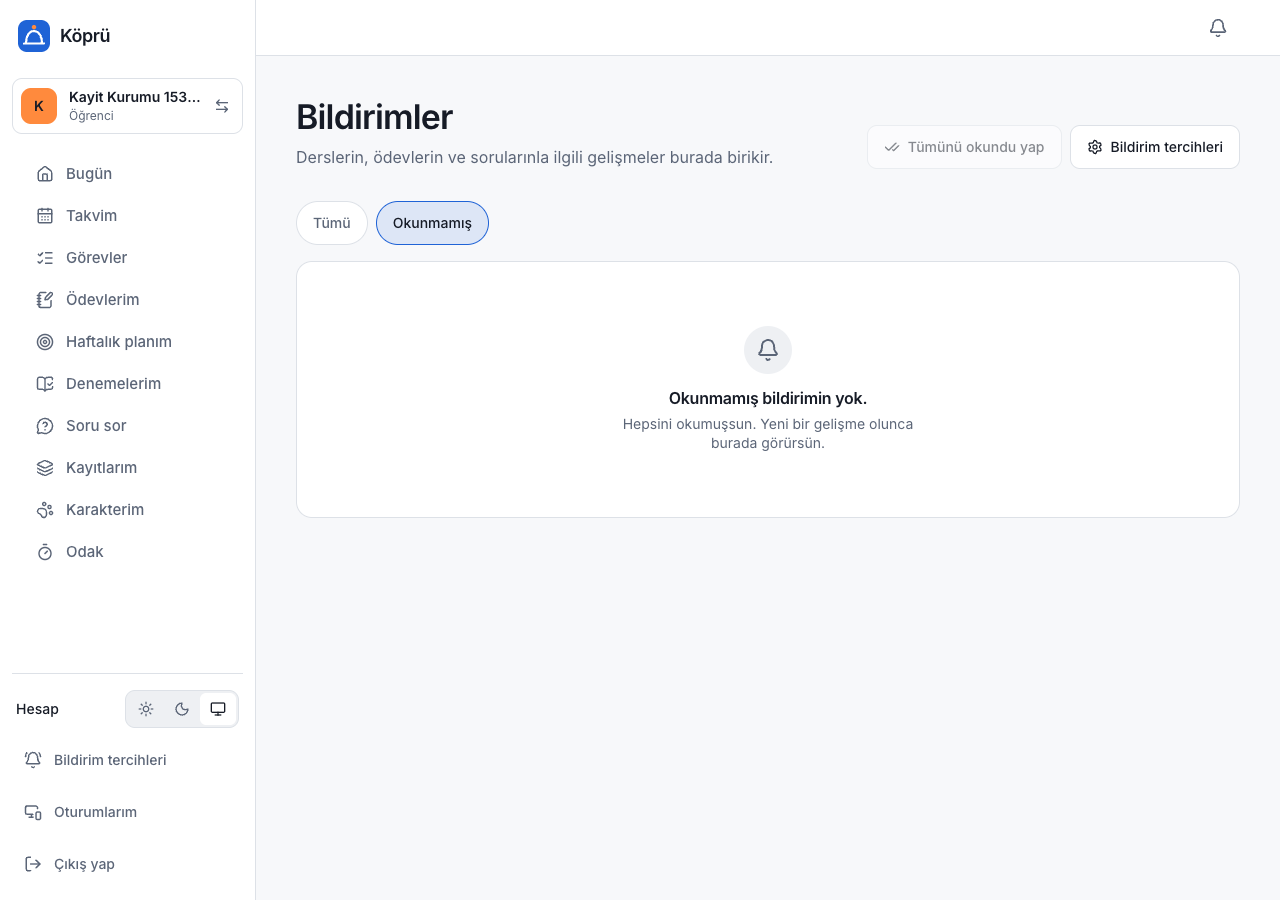 Köprü
K
Kayit Kurumu 153...
Öğrenci
Bugün
Takvim
Görevler
Ödevlerim
Haftalık planım
Denemelerim
Soru sor
Kayıtlarım
Karakterim
Odak
Hesap
Bildirim tercihleri
Oturumlarım
Çıkış yap
Bildirimler
Derslerin, ödevlerin ve sorularınla ilgili gelişmeler burada birikir.
Tümünü okundu yap
Bildirim tercihleri
Tümü
Okunmamış
Okunmamış bildirimin yok.
Hepsini okumuşsun. Yeni bir gelişme olunca
burada görürsün.